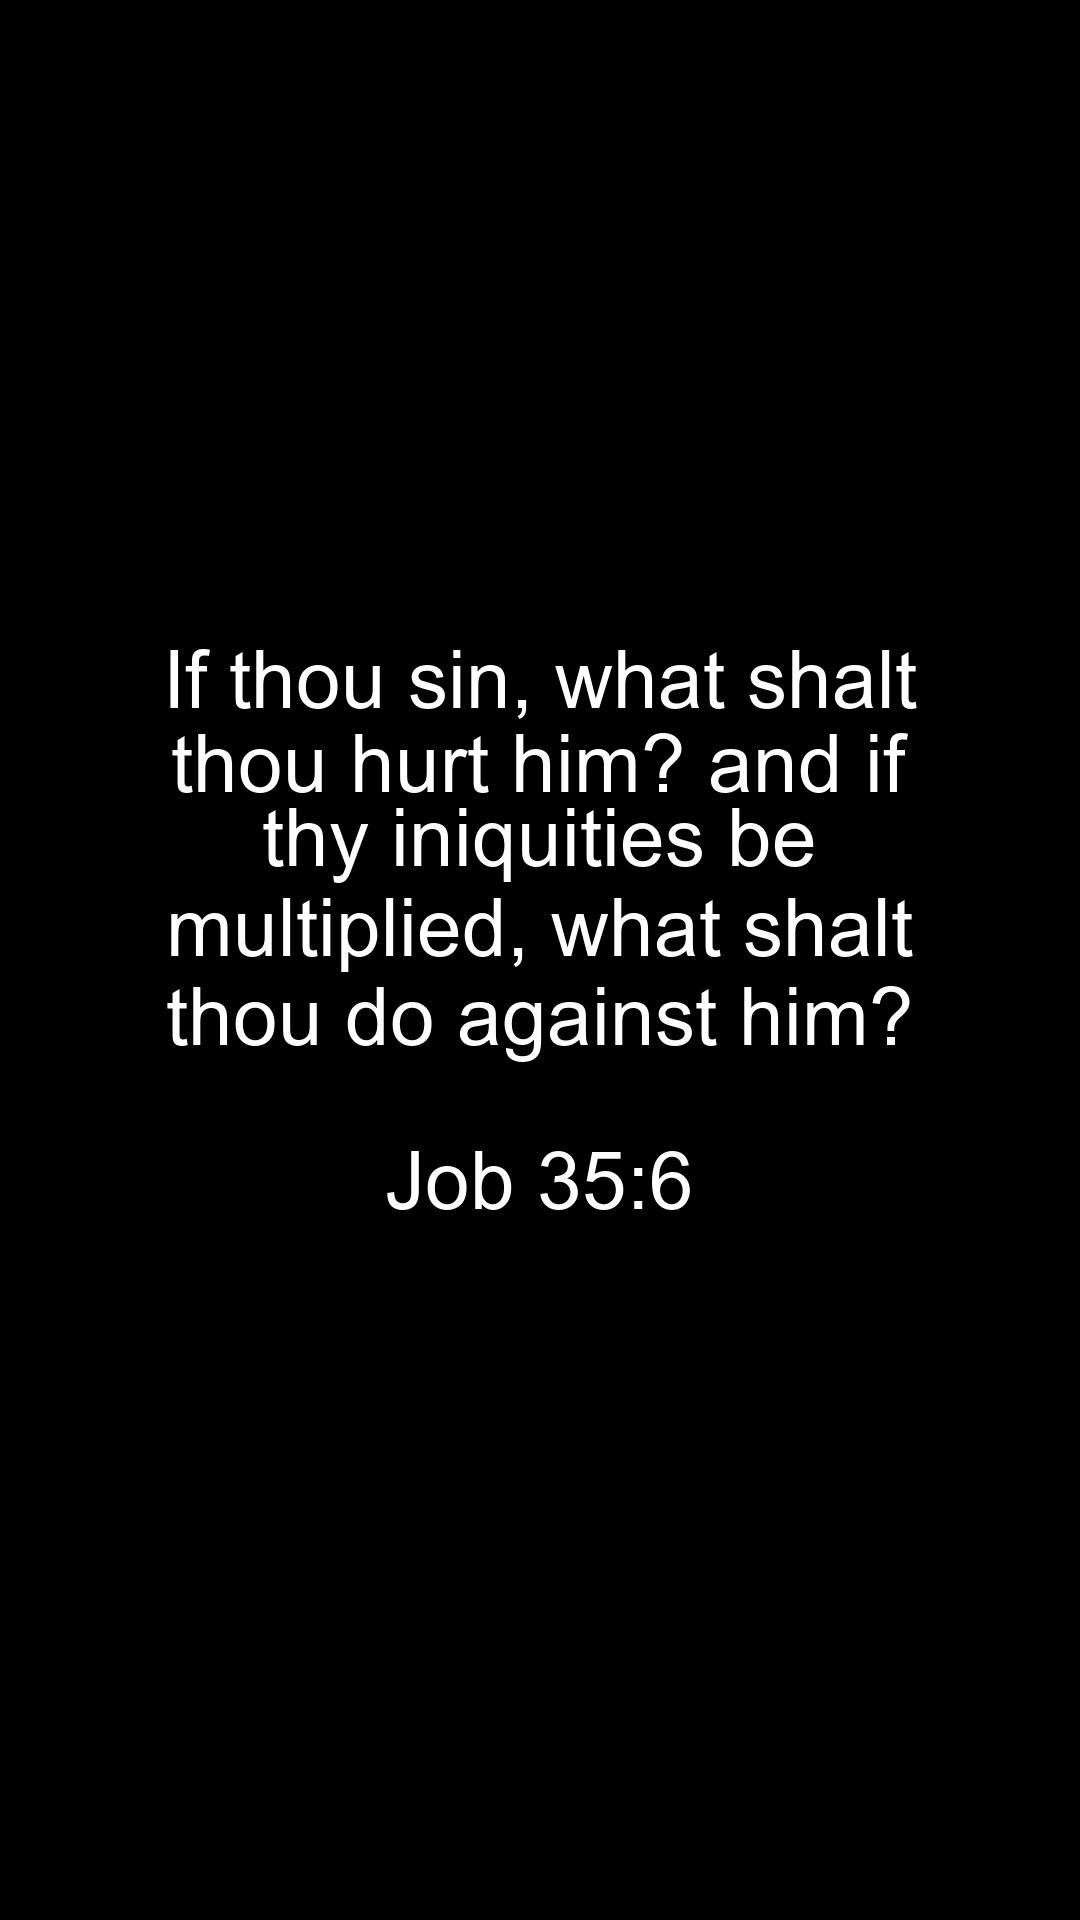 If thou sin, what shalt
thou hurt him? and if
thy iniquities be
multiplied, what shalt
thou do against him?
Job 35:6